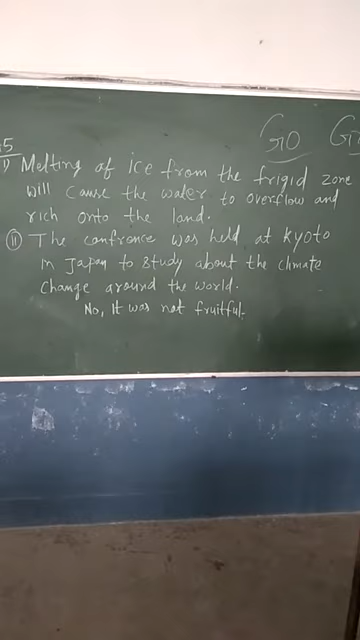 GO
5
i) Melting of ice from the frigid zone
will cause the water to overflow and
rich onto the land.
ii) The confronce was held at Kyoto
in Japan to study about the climate
change around the world.
No, It was not fruitful.